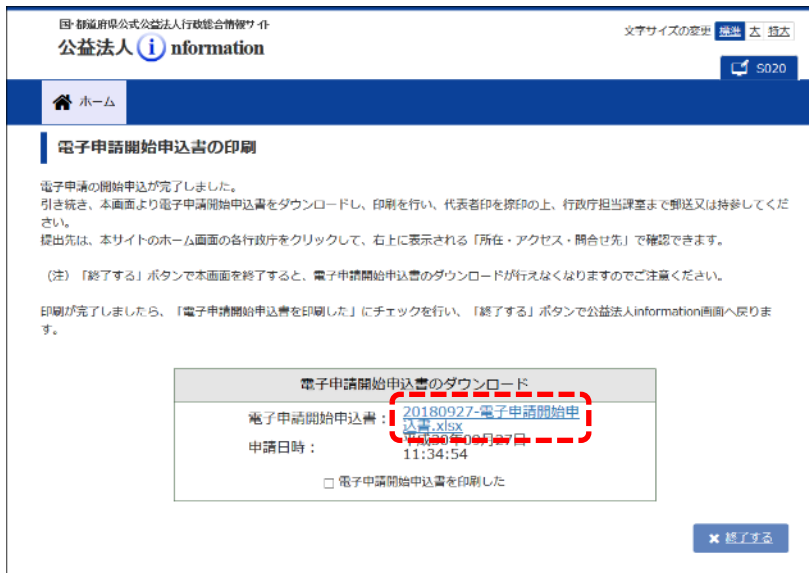 国・都道府県公式公益法人行政総合情報サイト
公益法人 information
文字サイズの変更 標準 大 特大
S020
ホーム
電子申請開始申込書の印刷
電子申請の開始申込が完了しました。
引き続き、本画面より電子申請開始申込書をダウンロードし、印刷を行い、代表者印を捺印の上、行政庁担当課室まで郵送又は持参してくだ
さい。
提出先は、本サイトのホーム画面の各行政庁をクリックして、右上に表示される「所在・アクセス・問合せ先」で確認できます。
（注）「終了する」ボタンで本画面を終了すると、電子申請開始申込書のダウンロードが行えなくなりますのでご注意ください。
印刷が完了しましたら、「電子申請開始申込書を印刷した」にチェックを行い、「終了する」ボタンで公益法人information画面へ戻りま
す。
電子申請開始申込書のダウンロード
電子申請開始申込書： 20180927-電子申請開始申
込書.xlsx
申請日時： 平成30年09月27日
11:34:54
電子申請開始申込書を印刷した
終了する